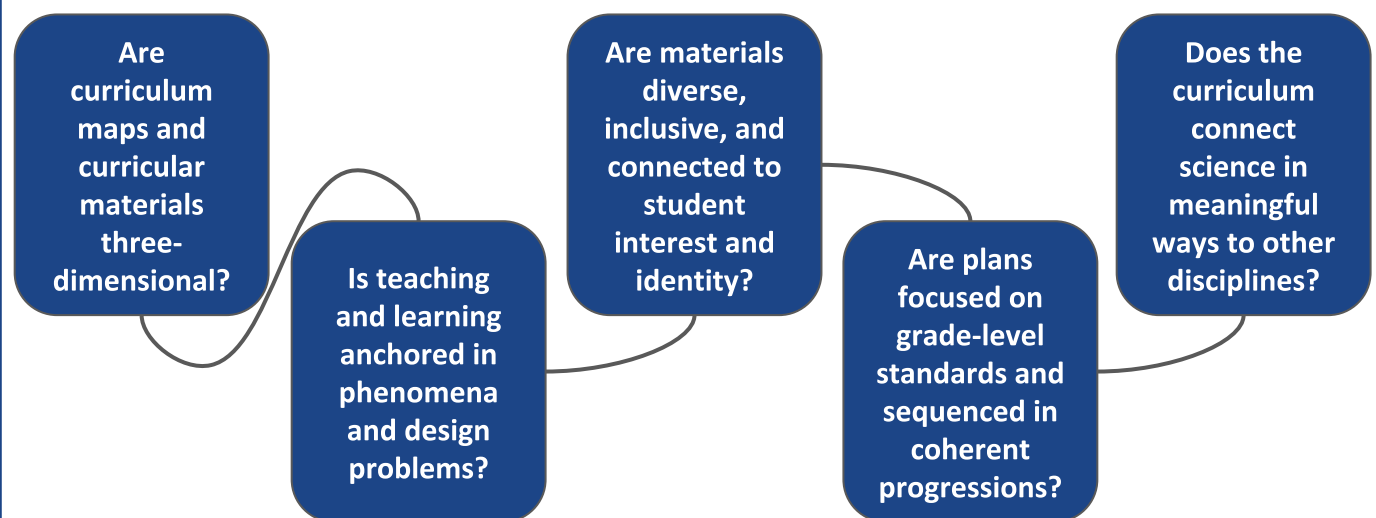 Are
curriculum
maps and
curricular
materials
three-
dimensional?
Is teaching
and learning
anchored in
phenomena
and design
problems?
Are materials
diverse,
inclusive, and
connected to
student
interest and
identity?
Are plans
focused on
grade-level
standards and
sequenced in
coherent
progressions?
Does the
curriculum
connect
science in
meaningful
ways to other
disciplines?